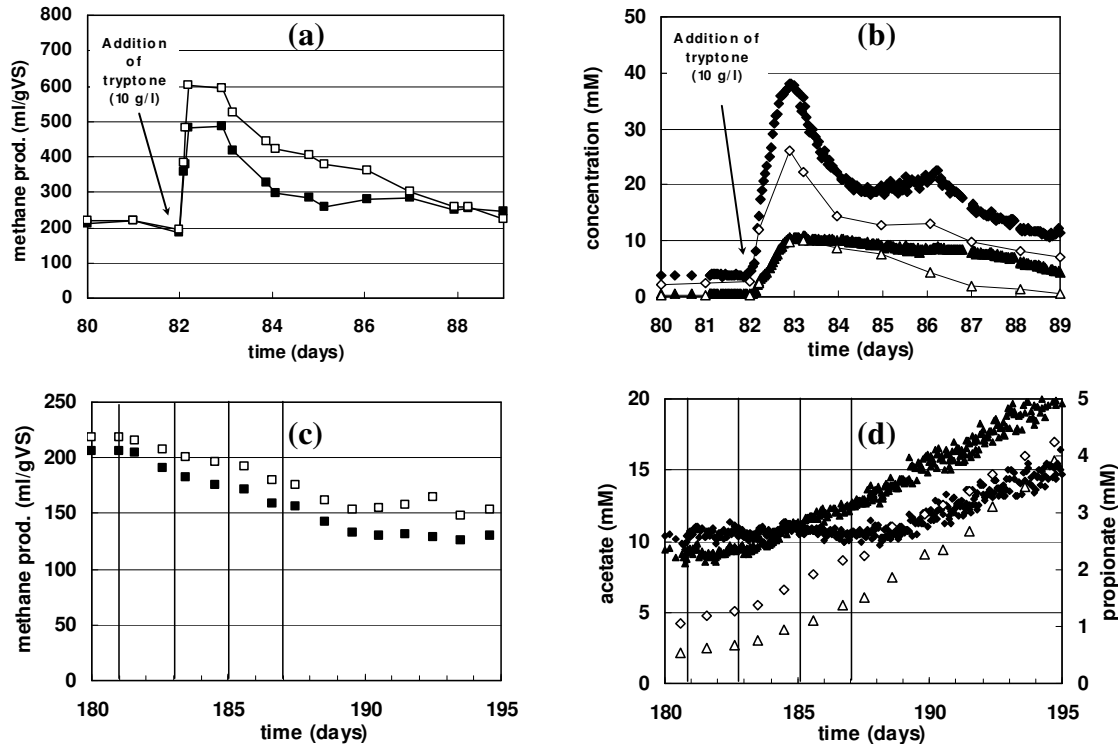 (a)
methane prod. (ml/gVS)
800
700
600
500
400
300
200
100
0
Addition
of
tryptone
(10 g/l)
80 82 84 86 88
time (days)
(b)
concentration (mM)
50
40
30
20
10
0
Addition of
tryptone
(10 g/l)
80 81 82 83 84 85 86 87 88 89
time (days)
(c)
methane prod. (ml/gVS)
250
200
150
100
50
0
180 185 190 195
time (days)
(d)
acetate (mM)
20
15
10
5
0
propionate (mM)
5
4
3
2
1
0
180 185 190 195
time (days)